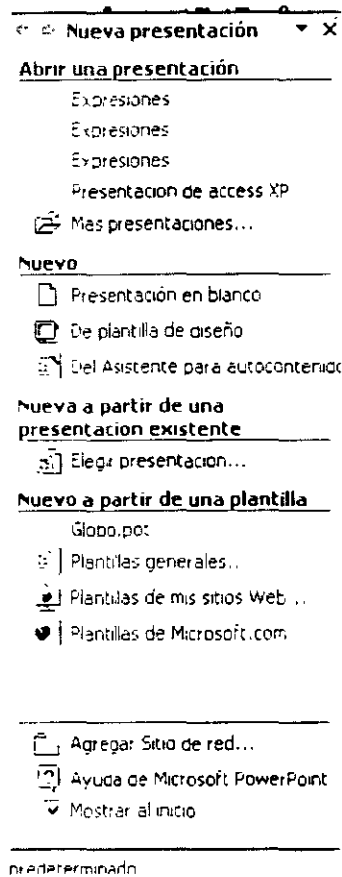 Nueva presentación
Abrir una presentación
Expresiones
Expresiones
Expresiones
Presentacion de access XP
Mas presentaciones...
Nuevo
Presentación en blanco
De plantilla de diseño
Del Asistente para autocontenido
Nueva a partir de una
presentacion existente
Elegir presentacion...
Nuevo a partir de una plantilla
Globo.pot
Plantillas generales...
Plantillas de mis sitios Web ...
Plantillas de Microsoft.com
Agregar Sitio de red...
Ayuda de Microsoft PowerPoint
Mostrar al inicio
predeterminado